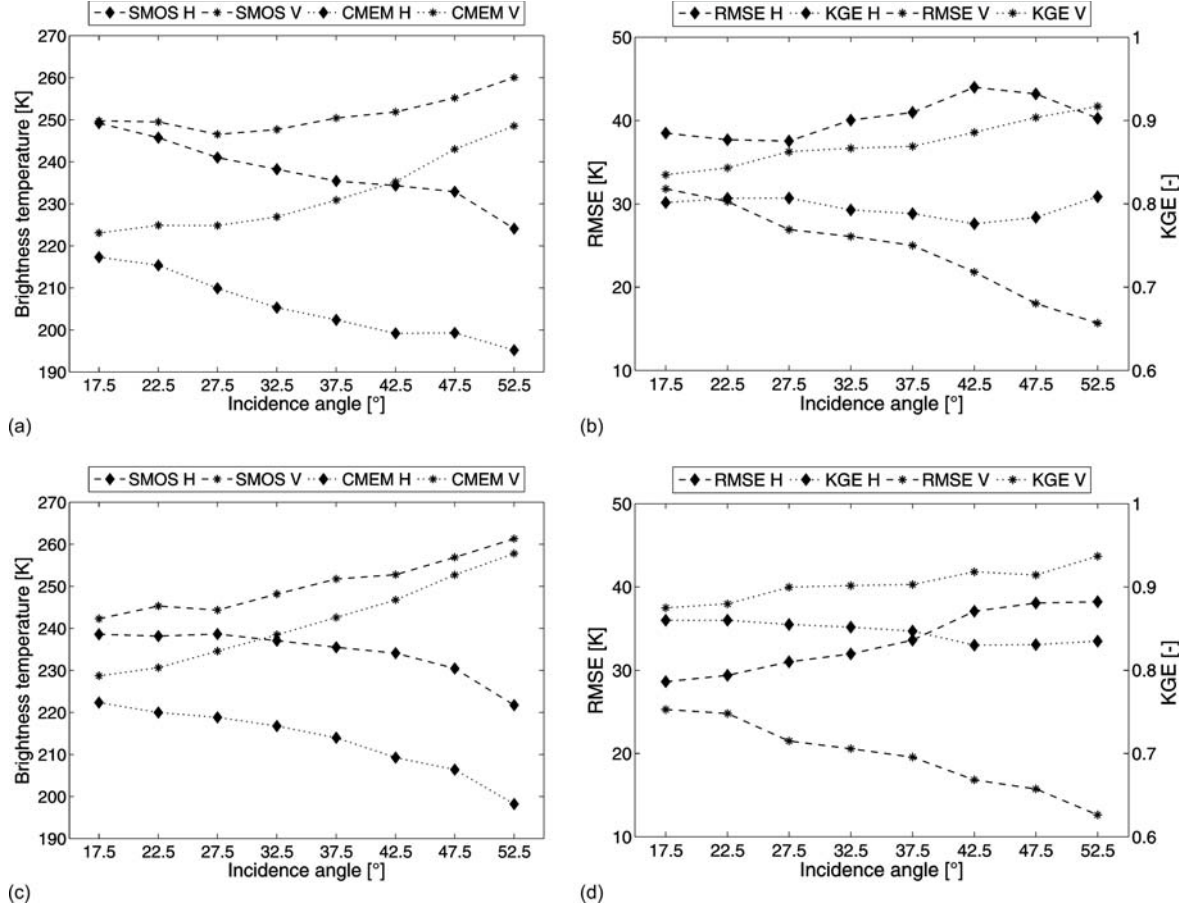 SMOS H SMOS V CMEM H CMEM V
270
260
250
240
230
220
210
200
190
Brightness temperature [K]
17.5 22.5 27.5 32.5 37.5 42.5 47.5 52.5
Incidence angle [°]
(a)
RMSE H KGE H RMSE V KGE V
50
40
30
20
10
RMSE [K]
1
0.9
0.8
0.7
0.6
KGE [-]
17.5 22.5 27.5 32.5 37.5 42.5 47.5 52.5
Incidence angle [°]
(b)
SMOS H SMOS V CMEM H CMEM V
270
260
250
240
230
220
210
200
190
Brightness temperature [K]
17.5 22.5 27.5 32.5 37.5 42.5 47.5 52.5
Incidence angle [°]
(c)
RMSE H KGE H RMSE V KGE V
50
40
30
20
10
RMSE [K]
1
0.9
0.8
0.7
0.6
KGE [-]
17.5 22.5 27.5 32.5 37.5 42.5 47.5 52.5
Incidence angle [°]
(d)